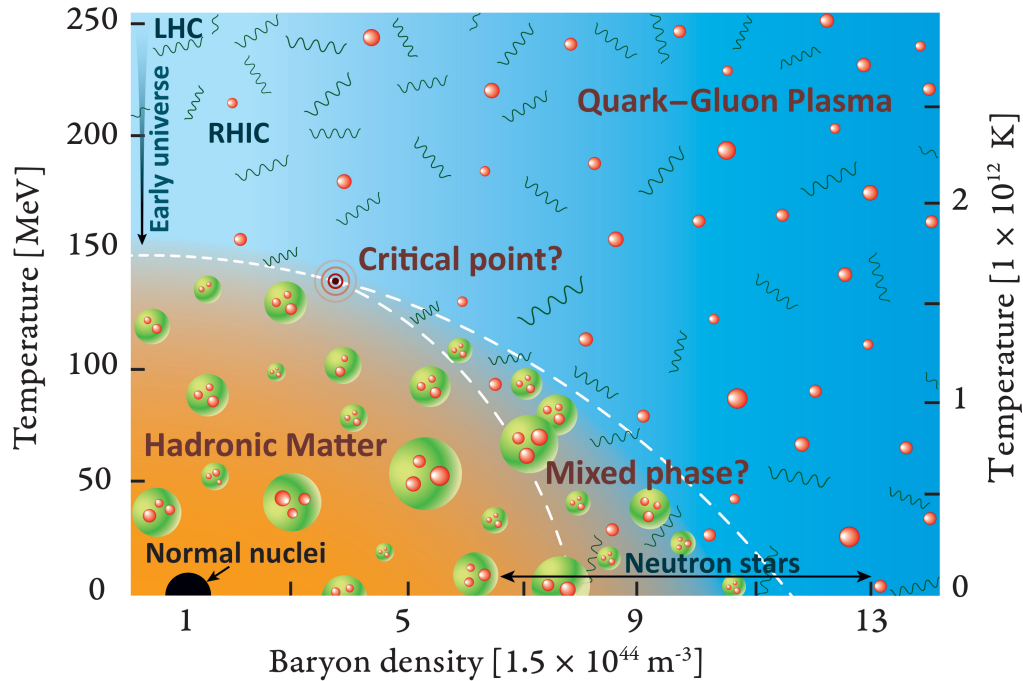 250
LHC
Early universe
Quark–Gluon Plasma
200
RHIC
2
150
Critical point?
100
1
Hadronic Matter
Mixed phase?
50
Normal nuclei
Neutron stars
0
0
1
5
9
13
Baryon density [1.5 × 10⁴⁴ m⁻³]
Temperature [MeV]
Temperature [1 × 10¹² K]